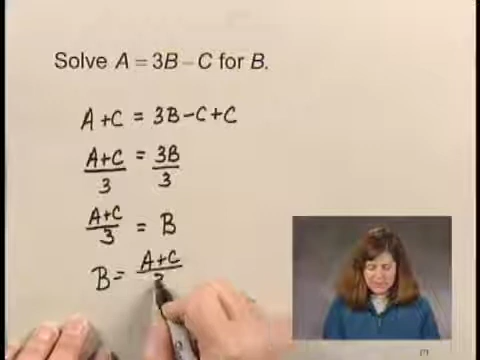 Solve A = 3B – C for B.
A+C = 3B-C+C
A+C/3 = 3B/3
A+C/3 = B
B = A+C/